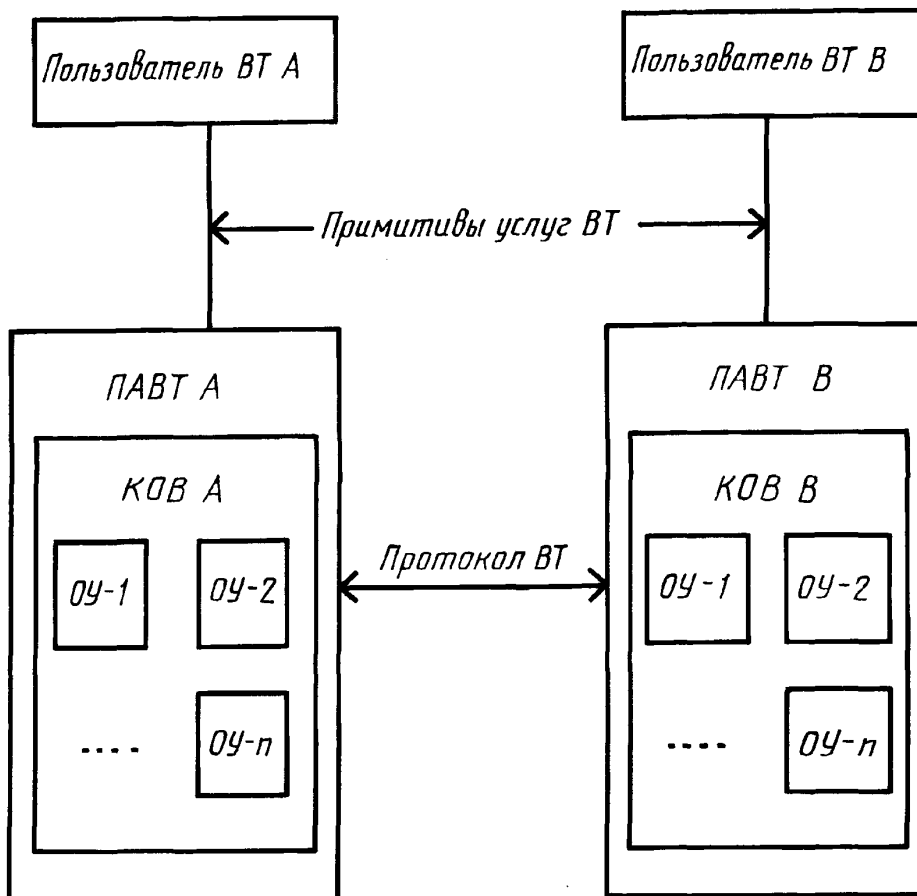 Пользователь ВТ А
Пользователь ВТ В
Примитивы услуг ВТ
ПАВТ А
ПАВТ В
КОВ А
КОВ В
Протокол ВТ
ОУ-1
ОУ-2
ОУ-1
ОУ-2
....
ОУ-п
....
ОУ-п